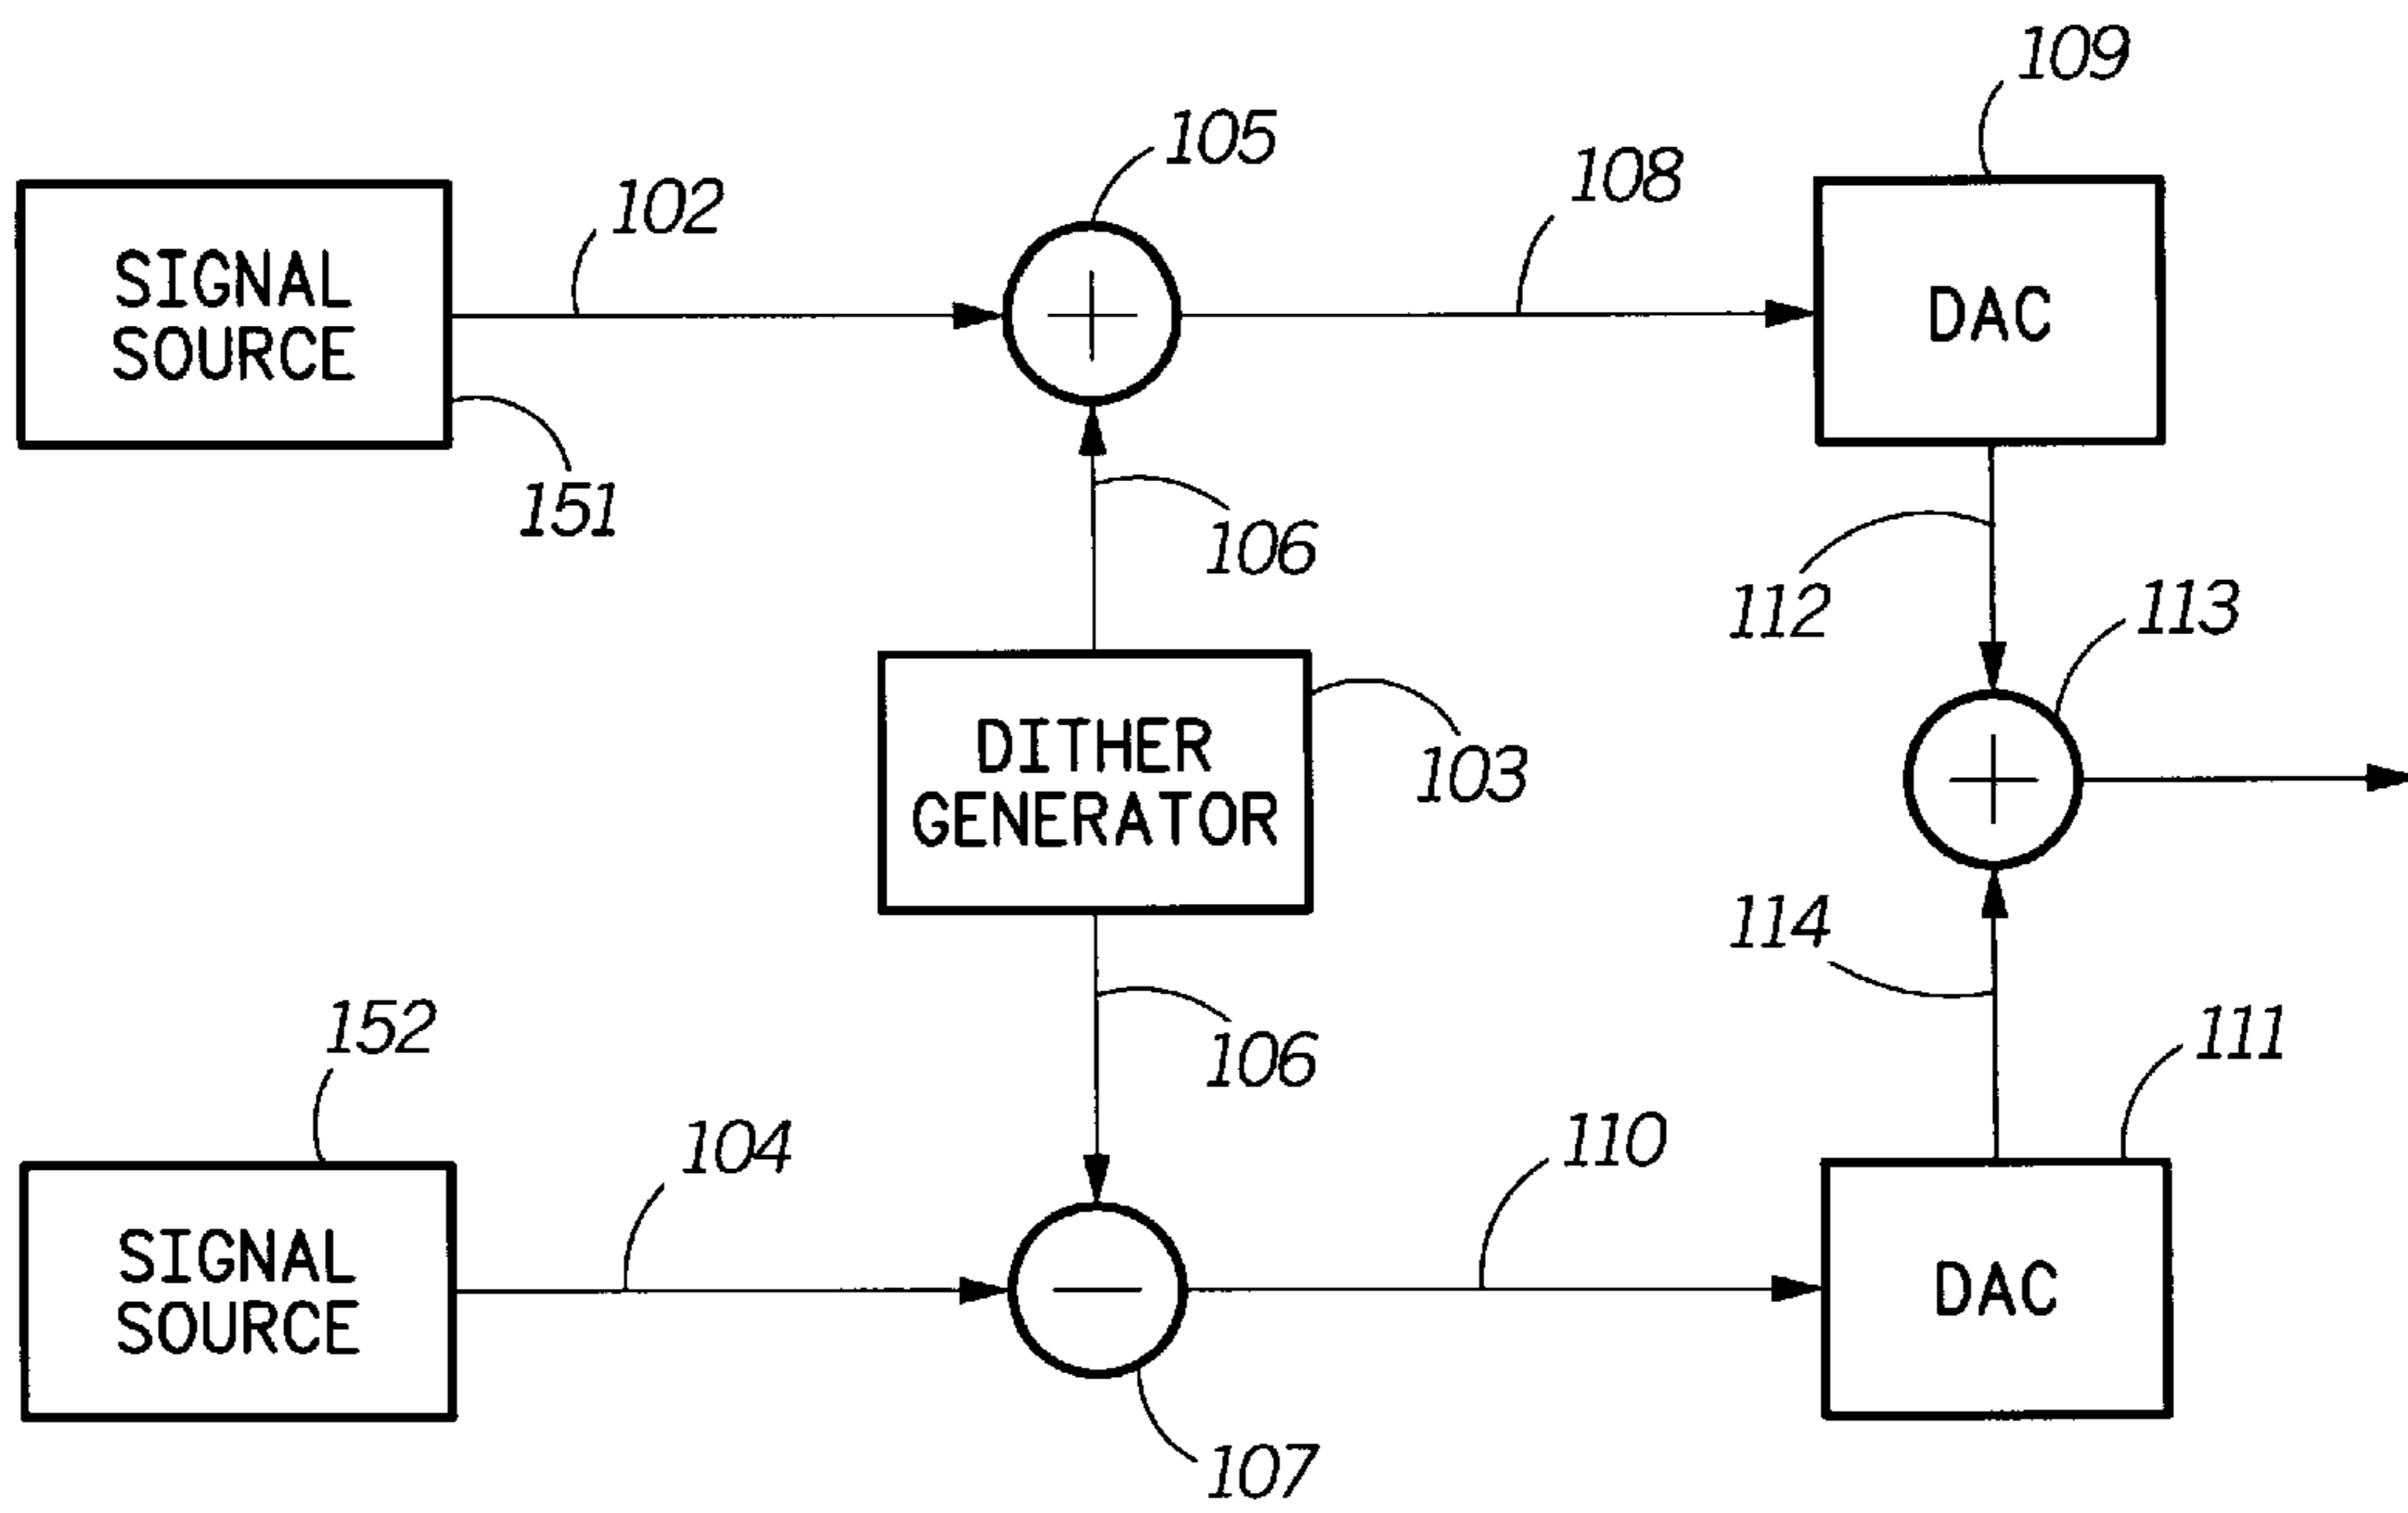 109
105
108
102
SIGNAL
SOURCE
DAC
151
106
112
113
DITHER
GENERATOR
103
114
152
106
111
104
110
SIGNAL
SOURCE
DAC
107